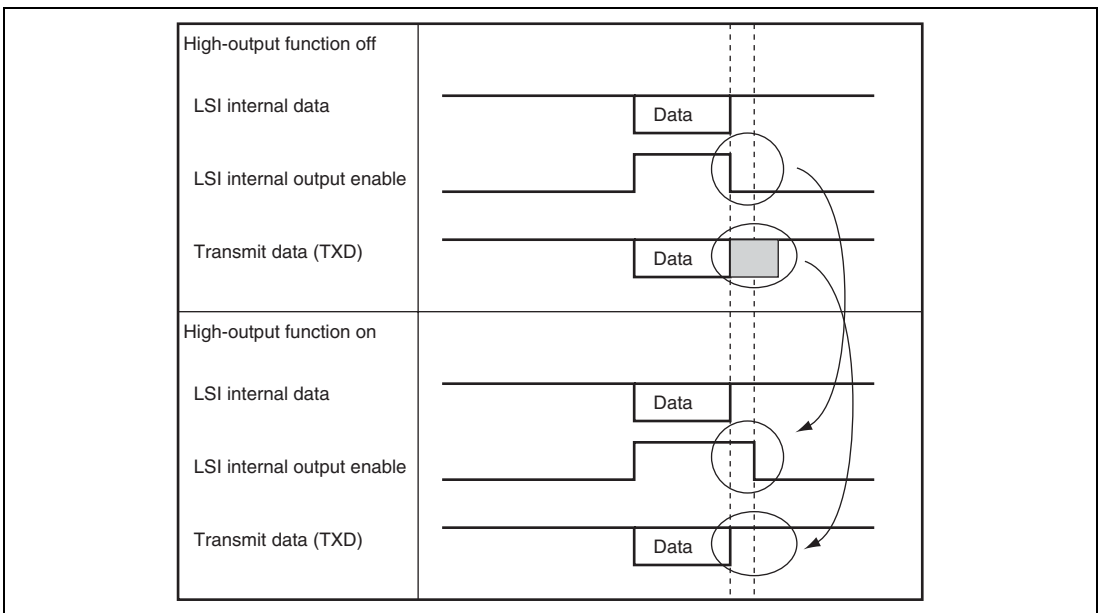 High-output function off
LSI internal data
Data
LSI internal output enable
Transmit data (TXD)
Data
High-output function on
LSI internal data
Data
LSI internal output enable
Transmit data (TXD)
Data